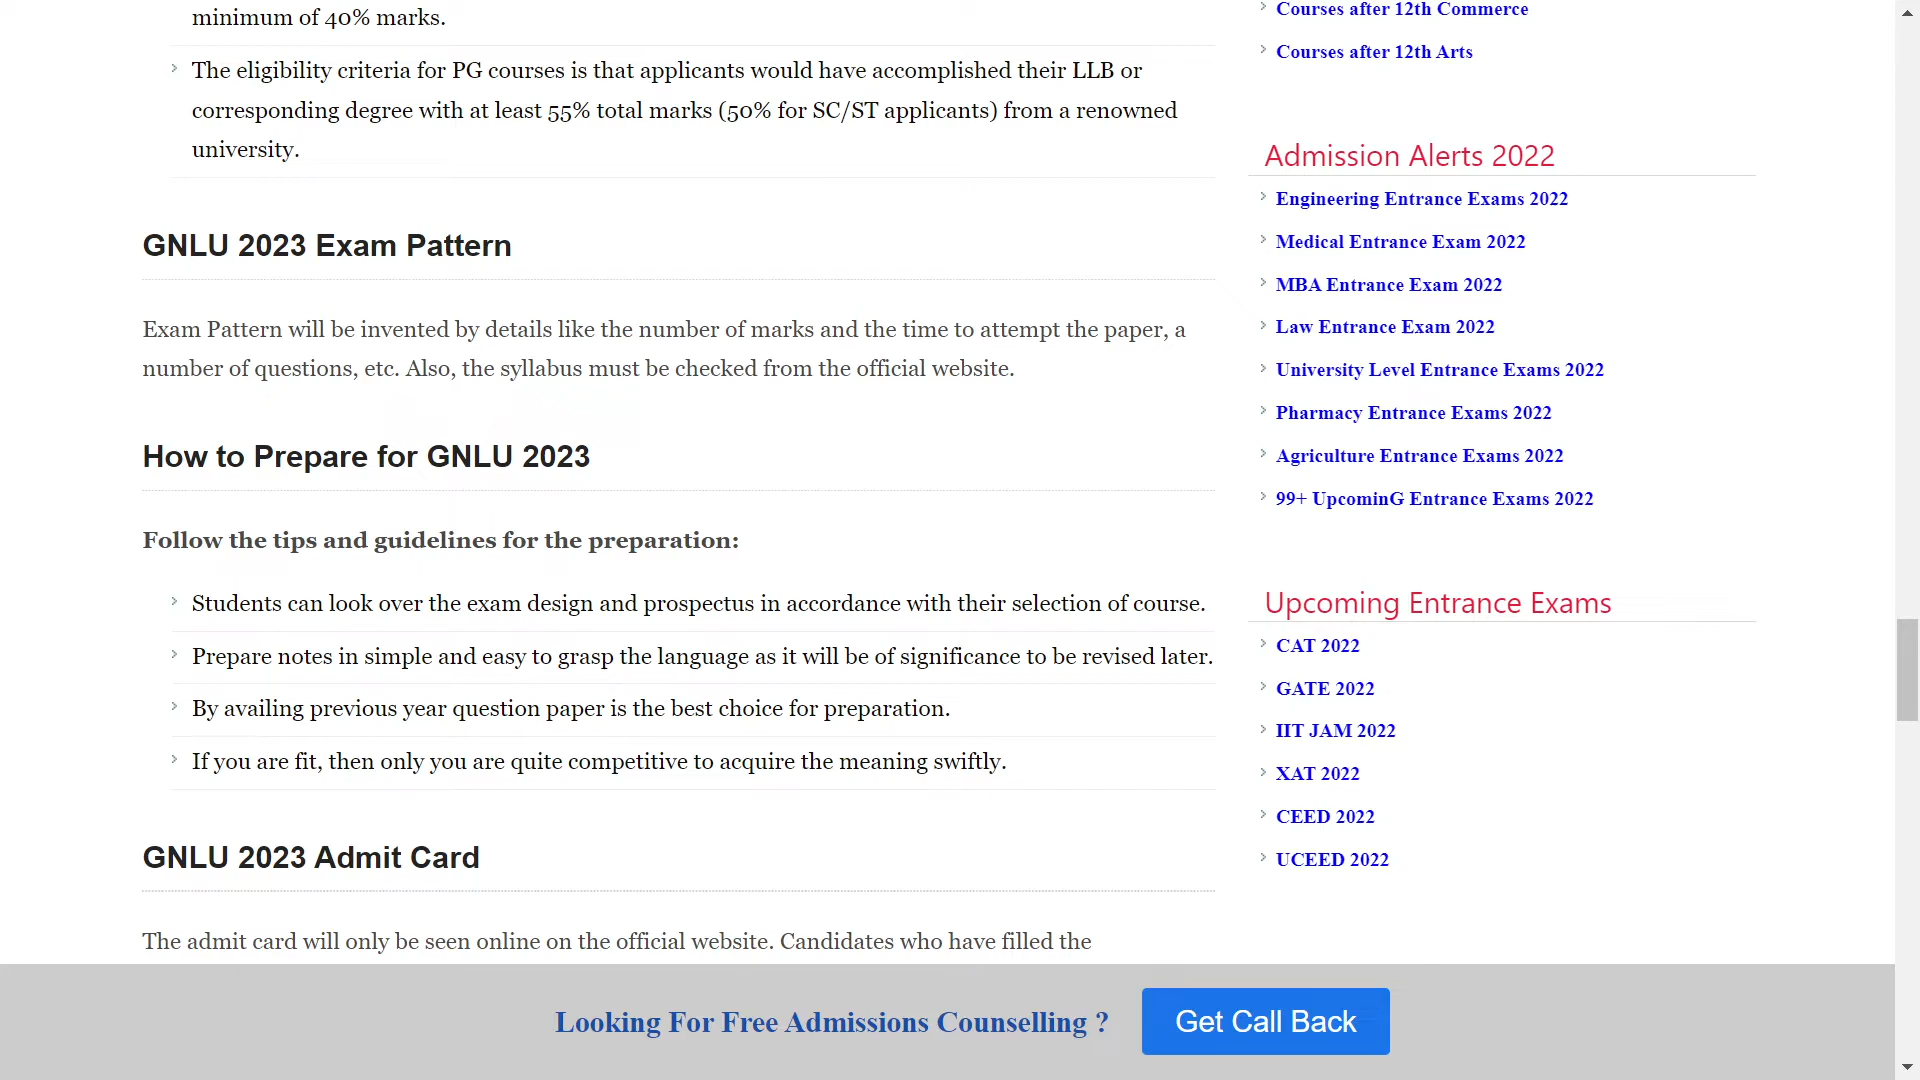 minimum of 40% marks.
The eligibility criteria for PG courses is that applicants would have accomplished their LLB or
corresponding degree with at least 55% total marks (50% for SC/ST applicants) from a renowned
university.
GNLU 2023 Exam Pattern
Exam Pattern will be invented by details like the number of marks and the time to attempt the paper, a
number of questions, etc. Also, the syllabus must be checked from the official website.
How to Prepare for GNLU 2023
Follow the tips and guidelines for the preparation:
Students can look over the exam design and prospectus in accordance with their selection of course.
Prepare notes in simple and easy to grasp the language as it will be of significance to be revised later.
By availing previous year question paper is the best choice for preparation.
If you are fit, then only you are quite competitive to acquire the meaning swiftly.
GNLU 2023 Admit Card
The admit card will only be seen online on the official website. Candidates who have filled the
Courses after 12th Commerce
Courses after 12th Arts
Admission Alerts 2022
Engineering Entrance Exams 2022
Medical Entrance Exam 2022
MBA Entrance Exam 2022
Law Entrance Exam 2022
University Level Entrance Exams 2022
Pharmacy Entrance Exams 2022
Agriculture Entrance Exams 2022
99+ UpcominG Entrance Exams 2022
Upcoming Entrance Exams
CAT 2022
GATE 2022
IIT JAM 2022
XAT 2022
CEED 2022
UCEED 2022
Looking For Free Admissions Counselling ?
Get Call Back